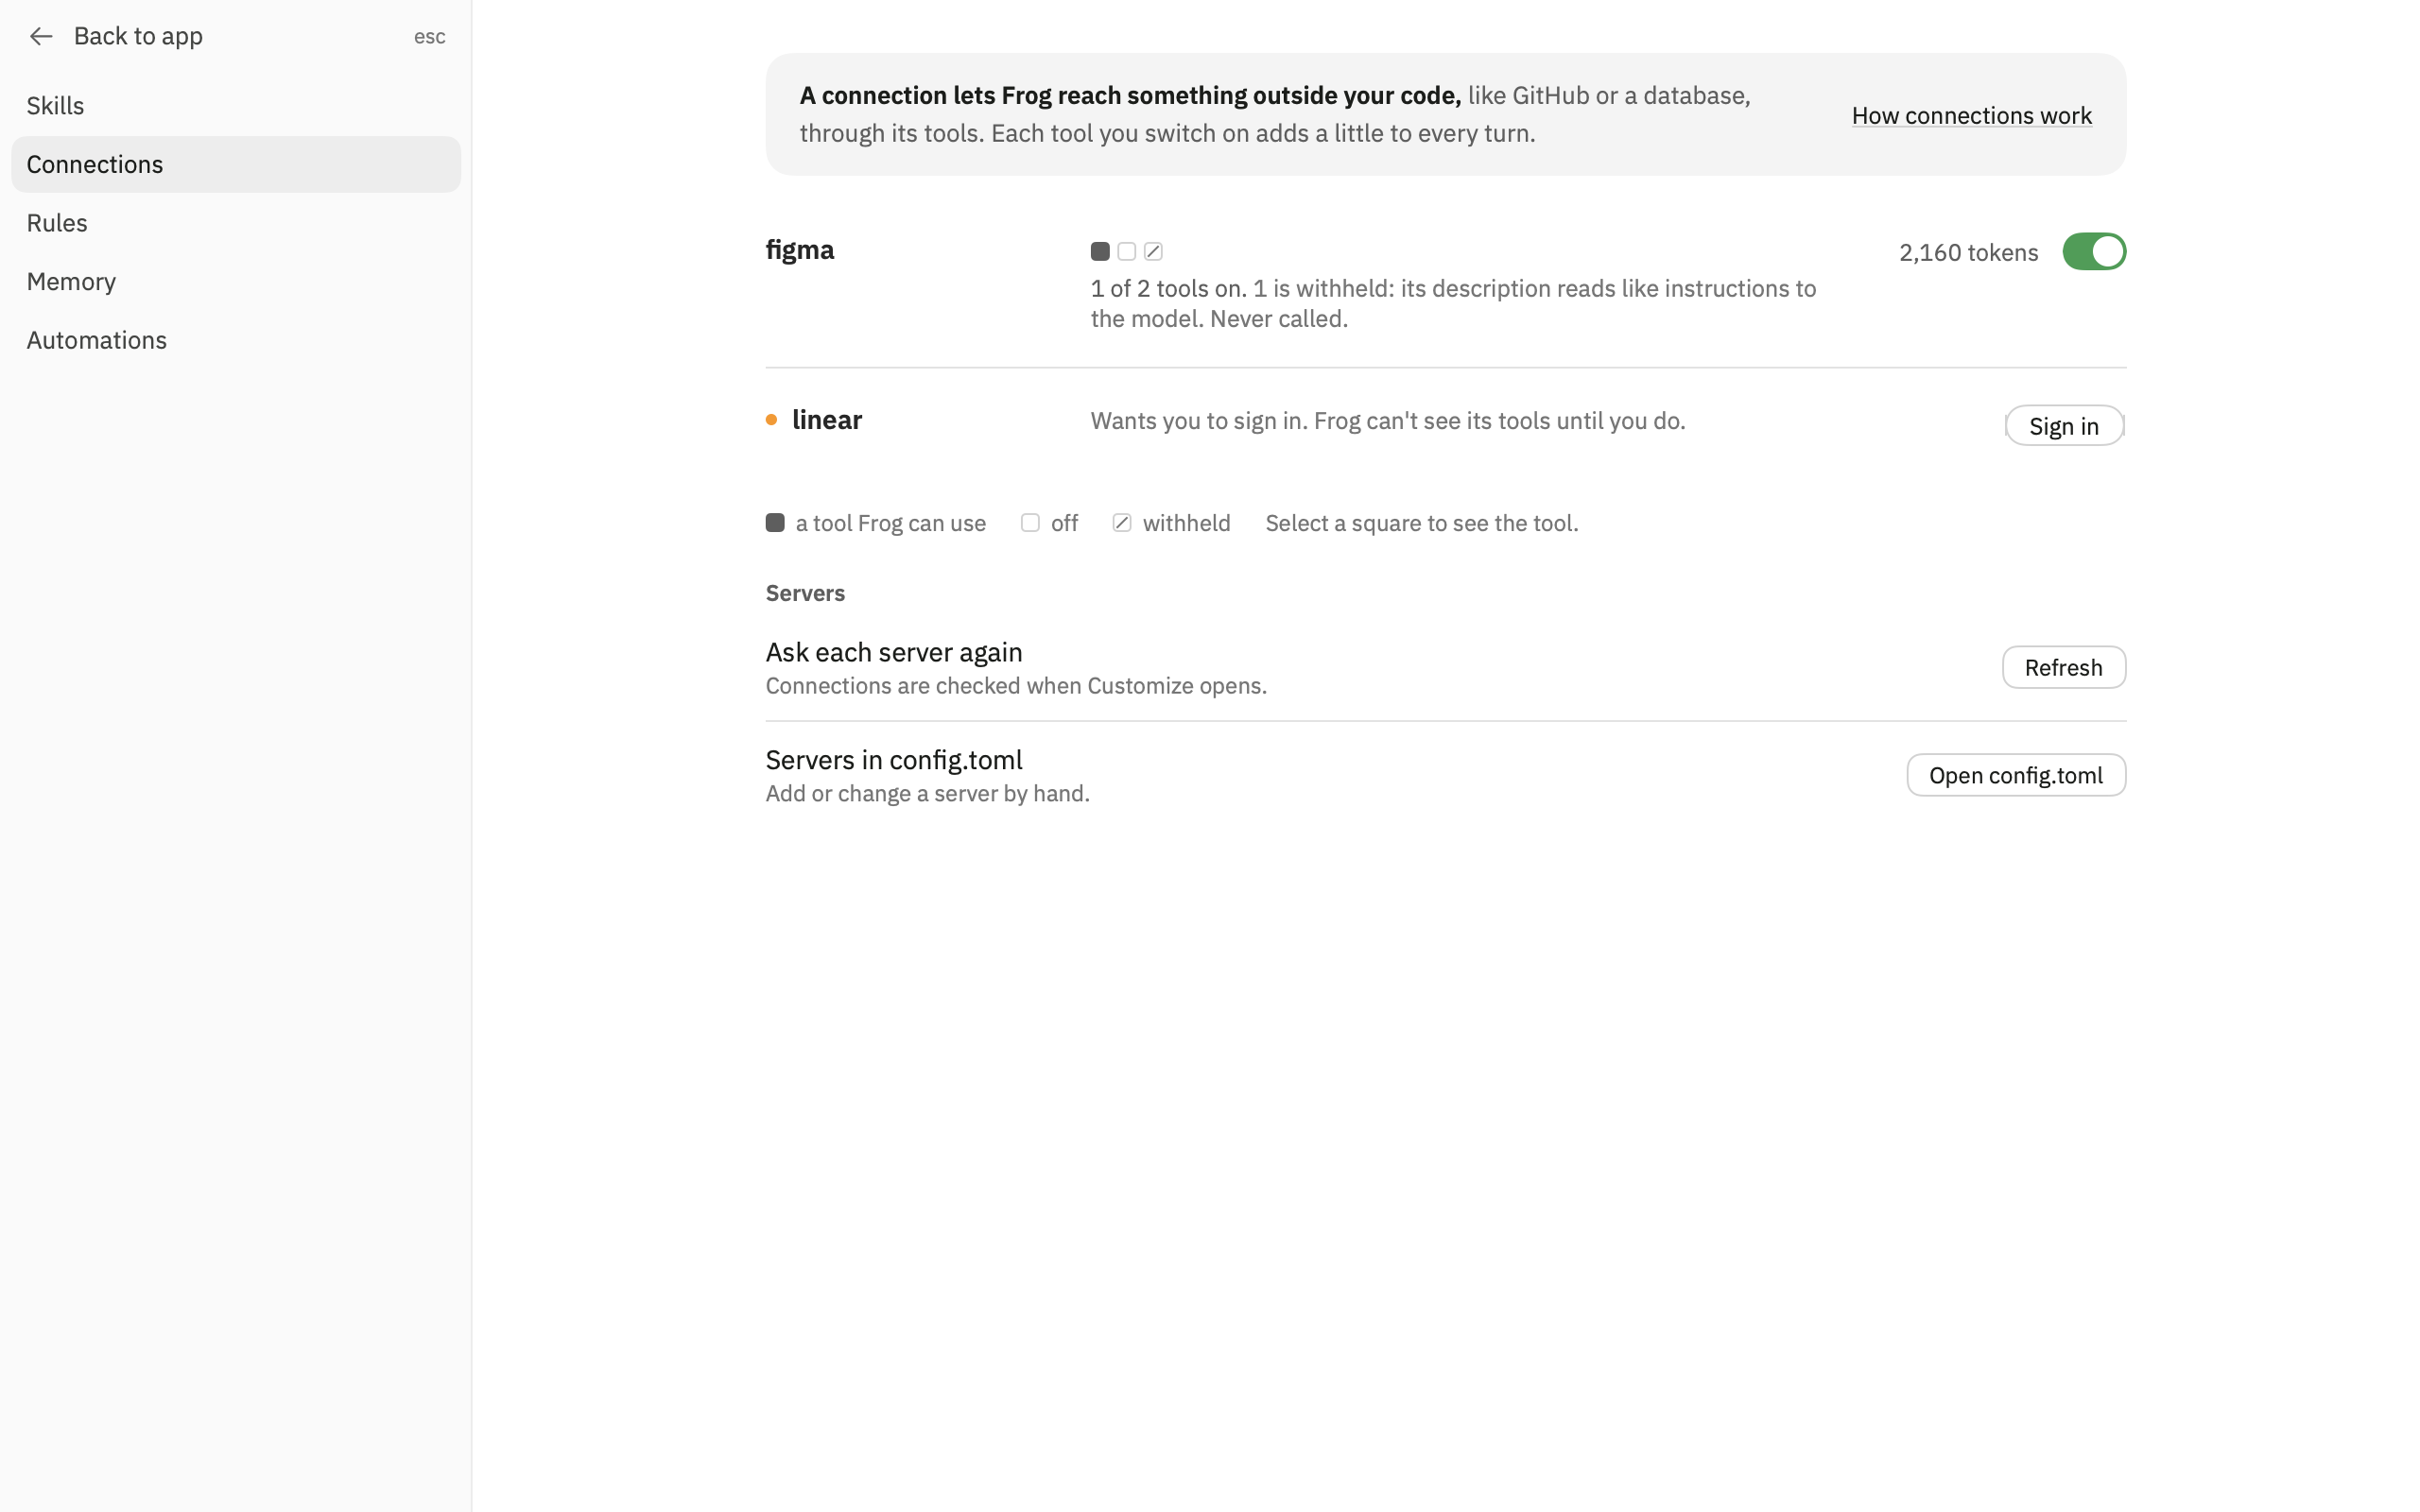 Back to app esc
Skills
Connections
Rules
Memory
Automations
A connection lets Frog reach something outside your code, like GitHub or a database,
through its tools. Each tool you switch on adds a little to every turn.
How connections work
figma
2,160 tokens
1 of 2 tools on. 1 is withheld: its description reads like instructions to
the model. Never called.
linear
Wants you to sign in. Frog can't see its tools until you do.
Sign in
a tool Frog can use off withheld Select a square to see the tool.
Servers
Ask each server again
Connections are checked when Customize opens.
Refresh
Servers in config.toml
Add or change a server by hand.
Open config.toml